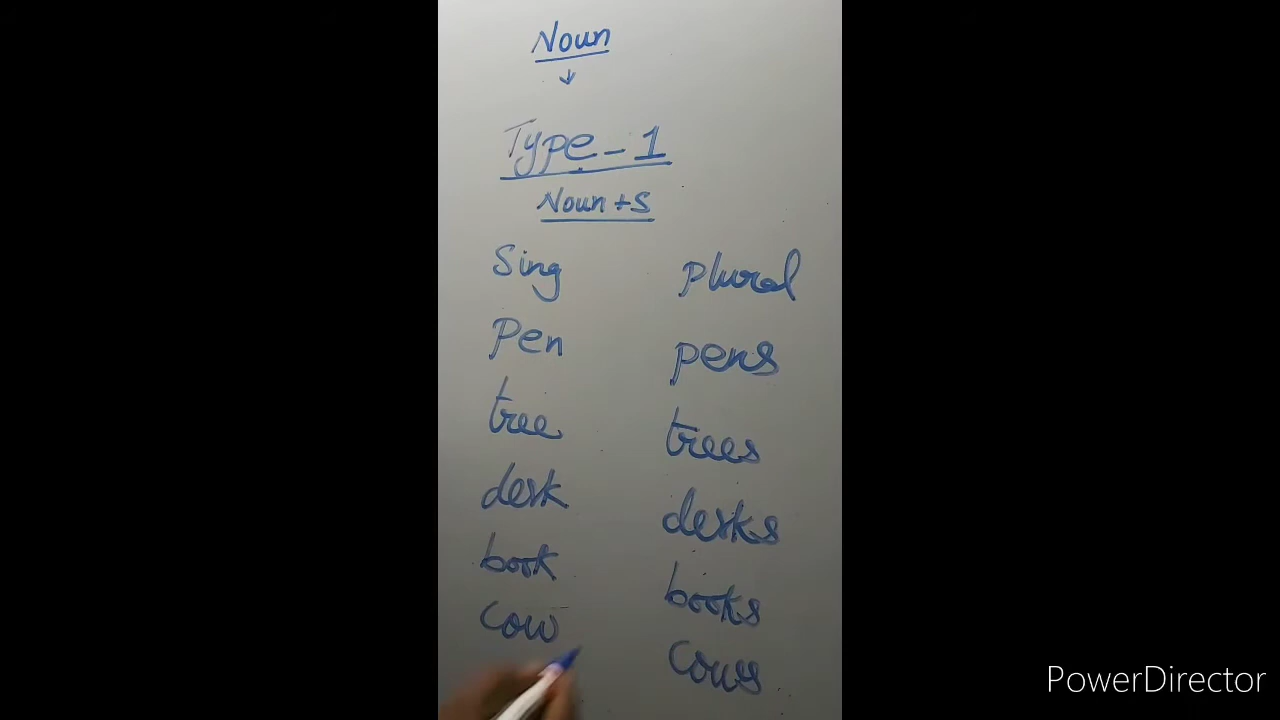 Noun
↓
Type - 1
Noun + s
Sing Plural
Pen pens
tree trees
desk desks
book books
Cow Cows
PowerDirector